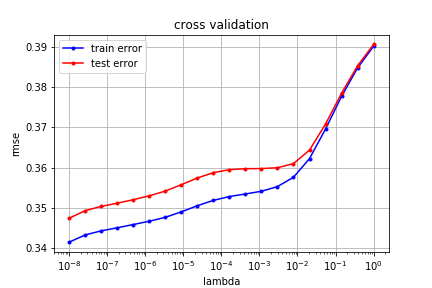 cross validation
train error
test error
rmse
0.39
0.38
0.37
0.36
0.35
0.34
10⁻⁸ 10⁻⁷ 10⁻⁶ 10⁻⁵ 10⁻⁴ 10⁻³ 10⁻² 10⁻¹ 10⁰
lambda